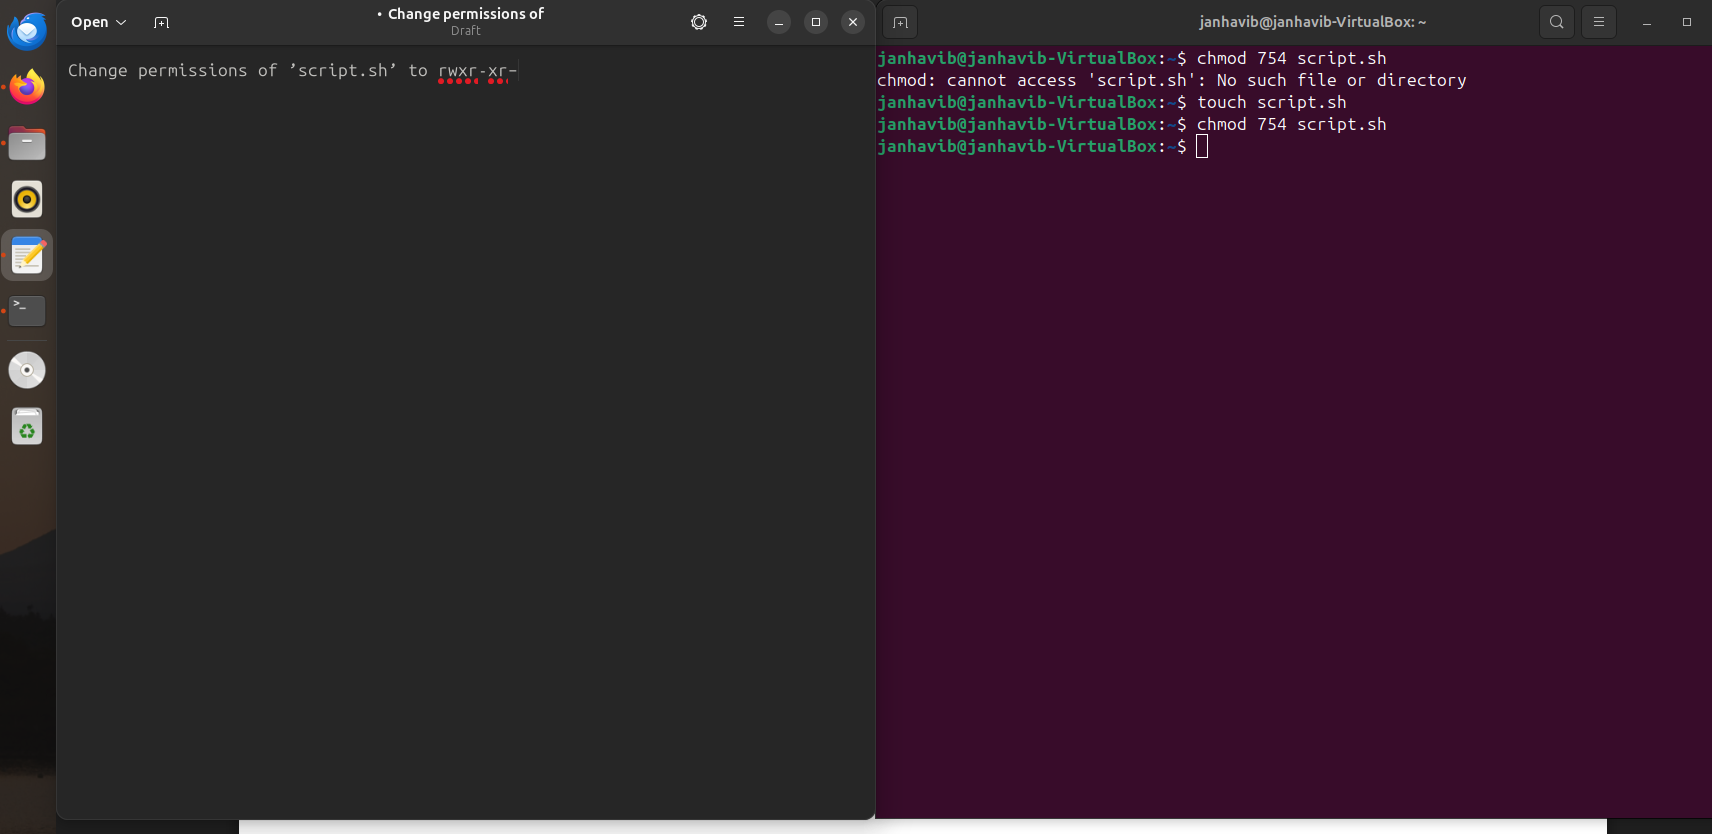 Open
• Change permissions of
Draft
Change permissions of ’script.sh’ to rwxr-xr-
>_
janhavib@janhavib-VirtualBox: ~
janhavib@janhavib-VirtualBox:~$ chmod 754 script.sh
chmod: cannot access 'script.sh': No such file or directory
janhavib@janhavib-VirtualBox:~$ touch script.sh
janhavib@janhavib-VirtualBox:~$ chmod 754 script.sh
janhavib@janhavib-VirtualBox:~$